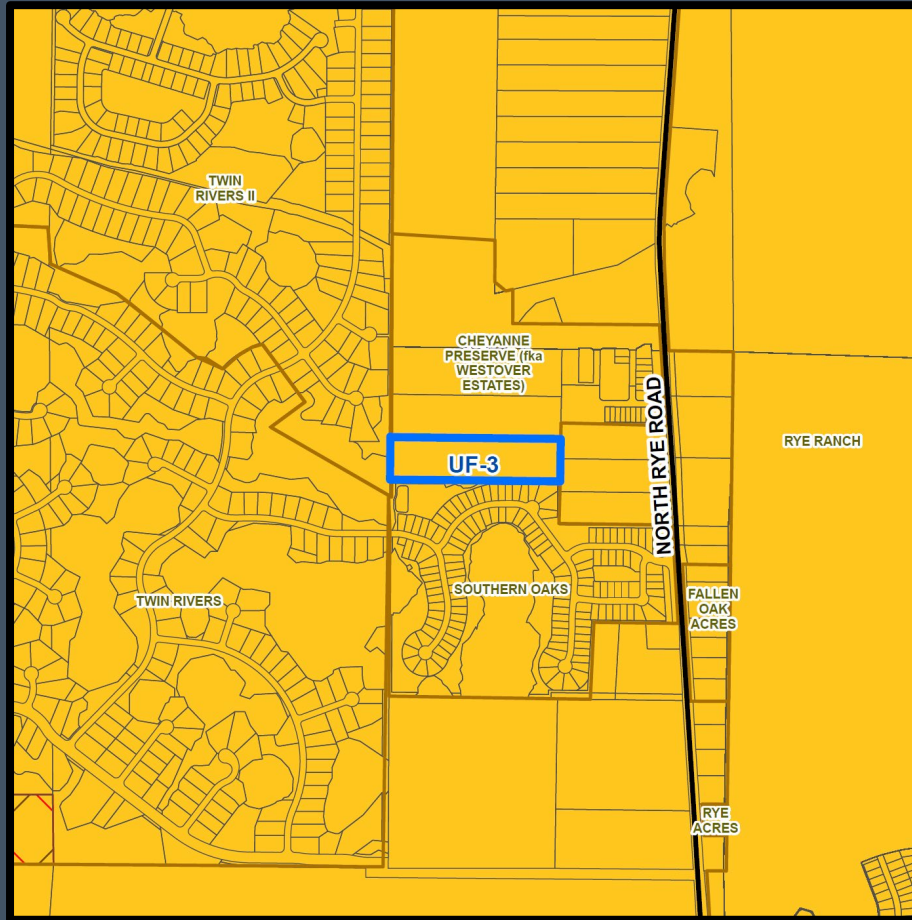 TWIN
RIVERS II
CHEYANNE
PRESERVE (fka
WESTOVER
ESTATES)
NORTH RYE ROAD
RYE RANCH
UF-3
SOUTHERN OAKS
TWIN RIVERS
FALLEN
OAK
ACRES
RYE
ACRES